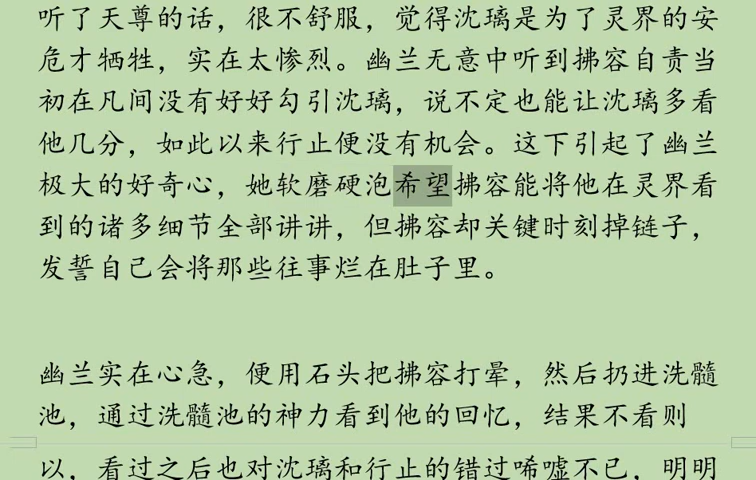 听了天尊的话，很不舒服，觉得沈璃是为了灵界的安
危才牺牲，实在太惨烈。幽兰无意中听到拂容自责当
初在凡间没有好好勾引沈璃，说不定也能让沈璃多看
他几分，如此以来行止便没有机会。这下引起了幽兰
极大的好奇心，她软磨硬泡希望拂容能将他在灵界看
到的诸多细节全部讲讲，但拂容却关键时刻掉链子，
发誓自己会将那些往事烂在肚子里。
幽兰实在心急，便用石头把拂容打晕，然后扔进洗髓
池，通过洗髓池的神力看到他的回忆，结果不看则
以，看过之后也对沈璃和行止的错过唏嘘不已，明明